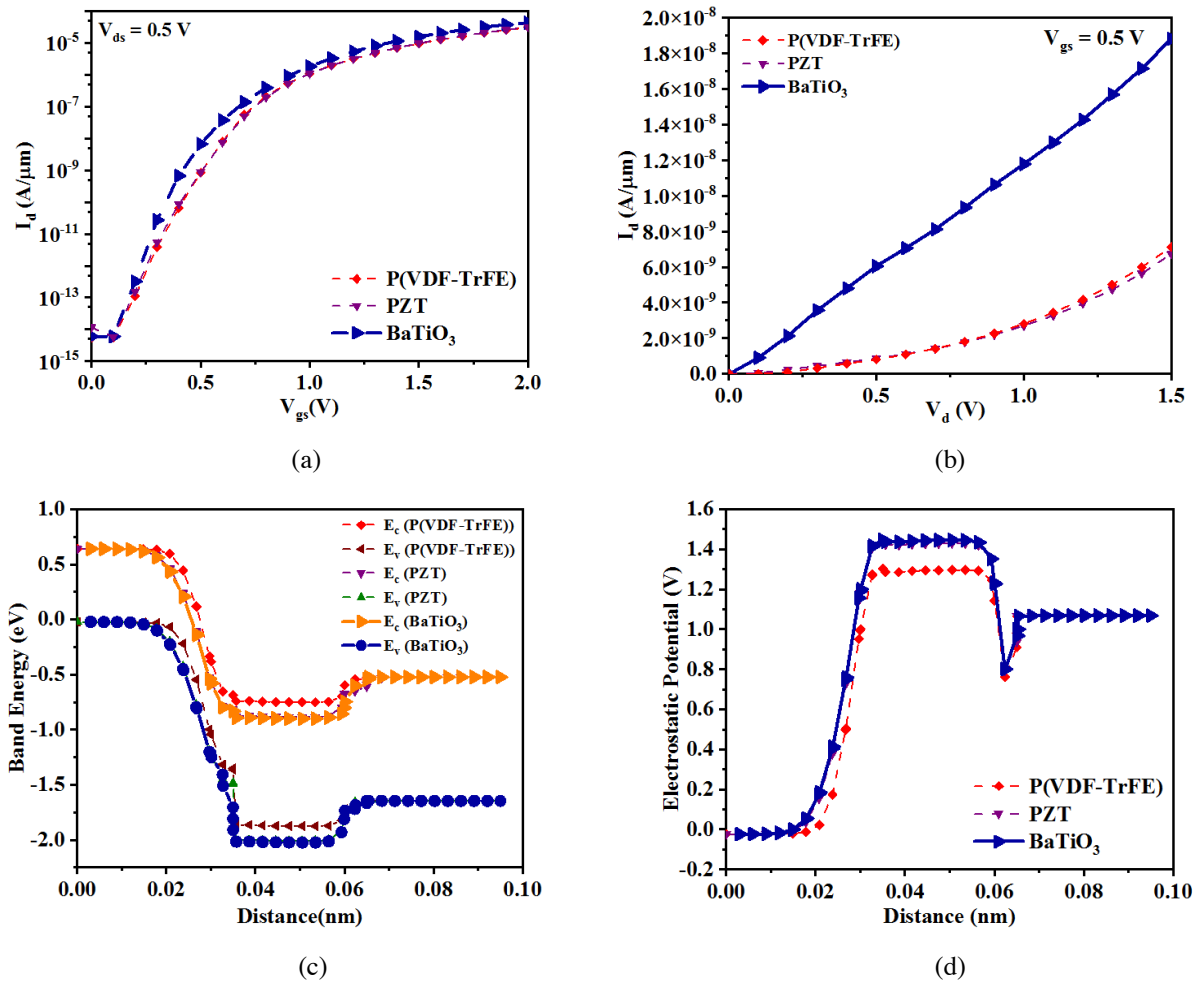 V_ds = 0.5 V
10⁻⁵
10⁻⁷
10⁻⁹
10⁻¹¹
10⁻¹³
10⁻¹⁵
I_d (A/μm)
P(VDF-TrFE)
PZT
BaTiO₃
0.0 0.5 1.0 1.5 2.0
V_gs(V)
(a)
2.0×10⁻⁸
1.8×10⁻⁸
1.6×10⁻⁸
1.4×10⁻⁸
1.2×10⁻⁸
1.0×10⁻⁸
8.0×10⁻⁹
6.0×10⁻⁹
4.0×10⁻⁹
2.0×10⁻⁹
0.0
I_d (A/μm)
P(VDF-TrFE)
PZT
BaTiO₃
V_gs = 0.5 V
0.0 0.5 1.0 1.5
V_d (V)
(b)
1.0
0.5
0.0
-0.5
-1.0
-1.5
-2.0
Band Energy (eV)
E_c (P(VDF-TrFE))
E_v (P(VDF-TrFE))
E_c (PZT)
E_v (PZT)
E_c (BaTiO₃)
E_v (BaTiO₃)
0.00 0.02 0.04 0.06 0.08 0.10
Distance(nm)
(c)
1.6
1.4
1.2
1.0
0.8
0.6
0.4
0.2
-0.0
-0.2
Electrostatic Potential (V)
P(VDF-TrFE)
PZT
BaTiO₃
0.00 0.02 0.04 0.06 0.08 0.10
Distance (nm)
(d)